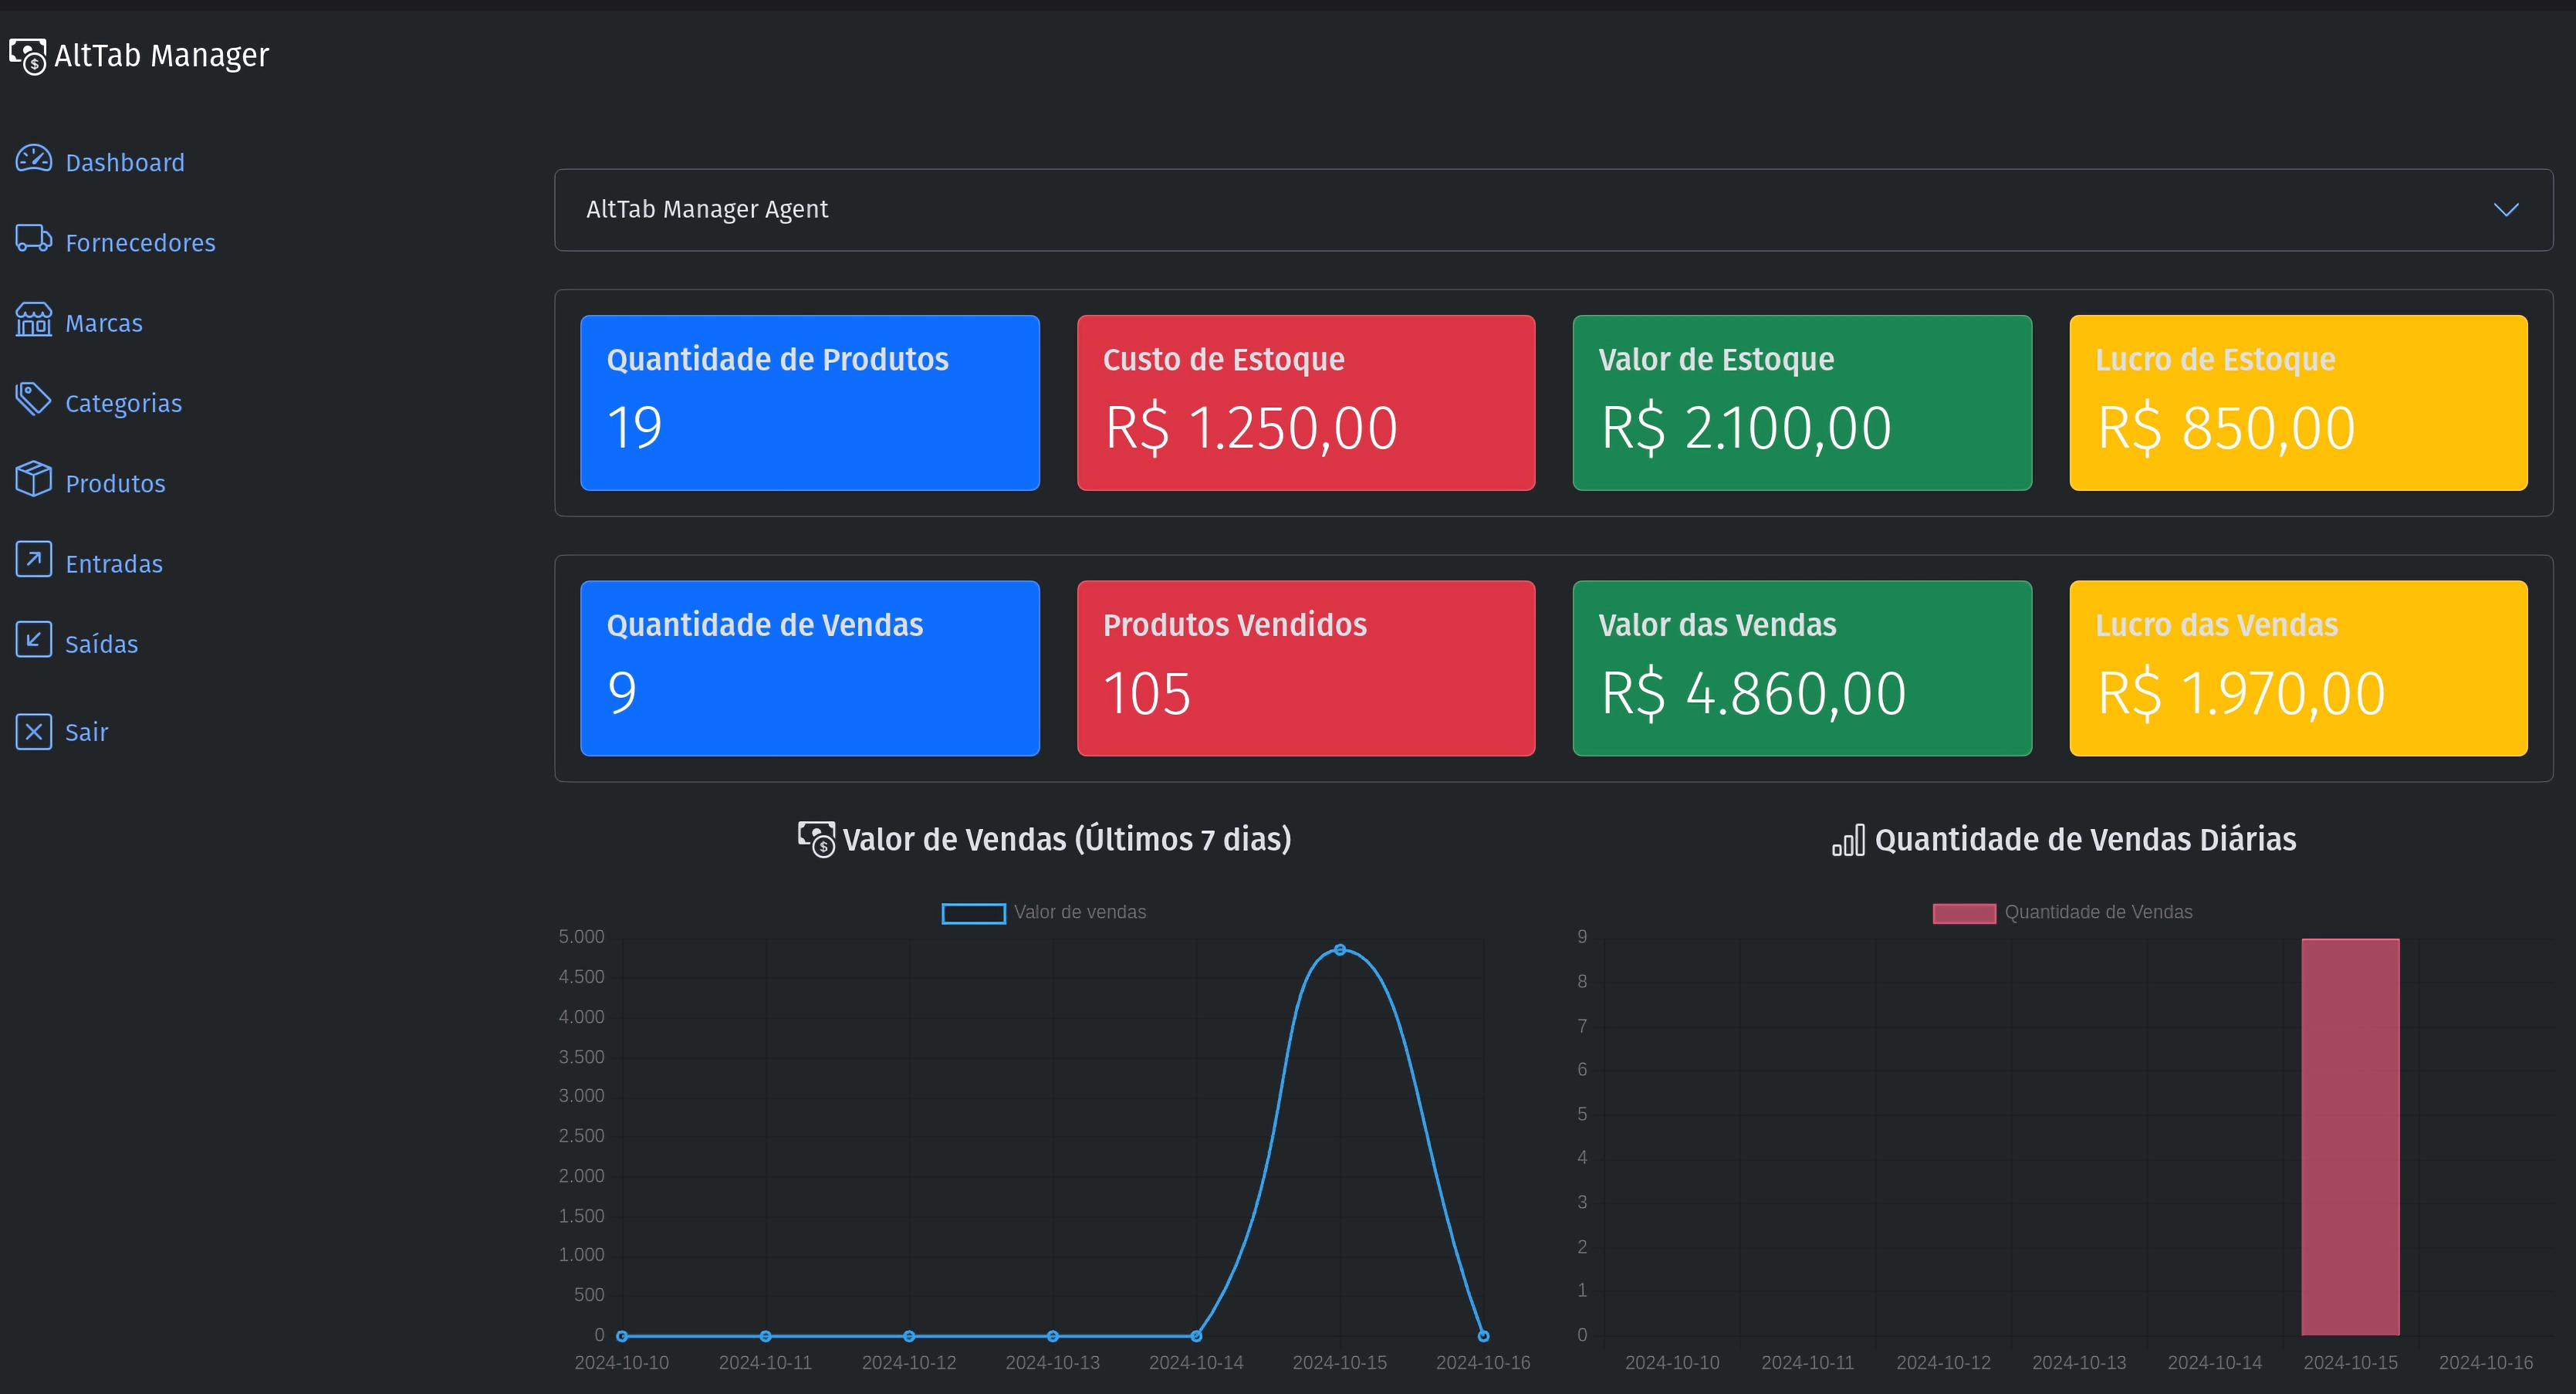 AltTab Manager
Dashboard
Fornecedores
Marcas
Categorias
Produtos
Entradas
Saídas
Sair
AltTab Manager Agent
Quantidade de Produtos
19
Custo de Estoque
R$ 1.250,00
Valor de Estoque
R$ 2.100,00
Lucro de Estoque
R$ 850,00
Quantidade de Vendas
9
Produtos Vendidos
105
Valor das Vendas
R$ 4.860,00
Lucro das Vendas
R$ 1.970,00
Valor de Vendas (Últimos 7 dias)
Valor de vendas
5.000
4.500
4.000
3.500
3.000
2.500
2.000
1.500
1.000
500
0
2024-10-10 2024-10-11 2024-10-12 2024-10-13 2024-10-14 2024-10-15 2024-10-16
Quantidade de Vendas Diárias
Quantidade de Vendas
9
8
7
6
5
4
3
2
1
0
2024-10-10 2024-10-11 2024-10-12 2024-10-13 2024-10-14 2024-10-15 2024-10-16